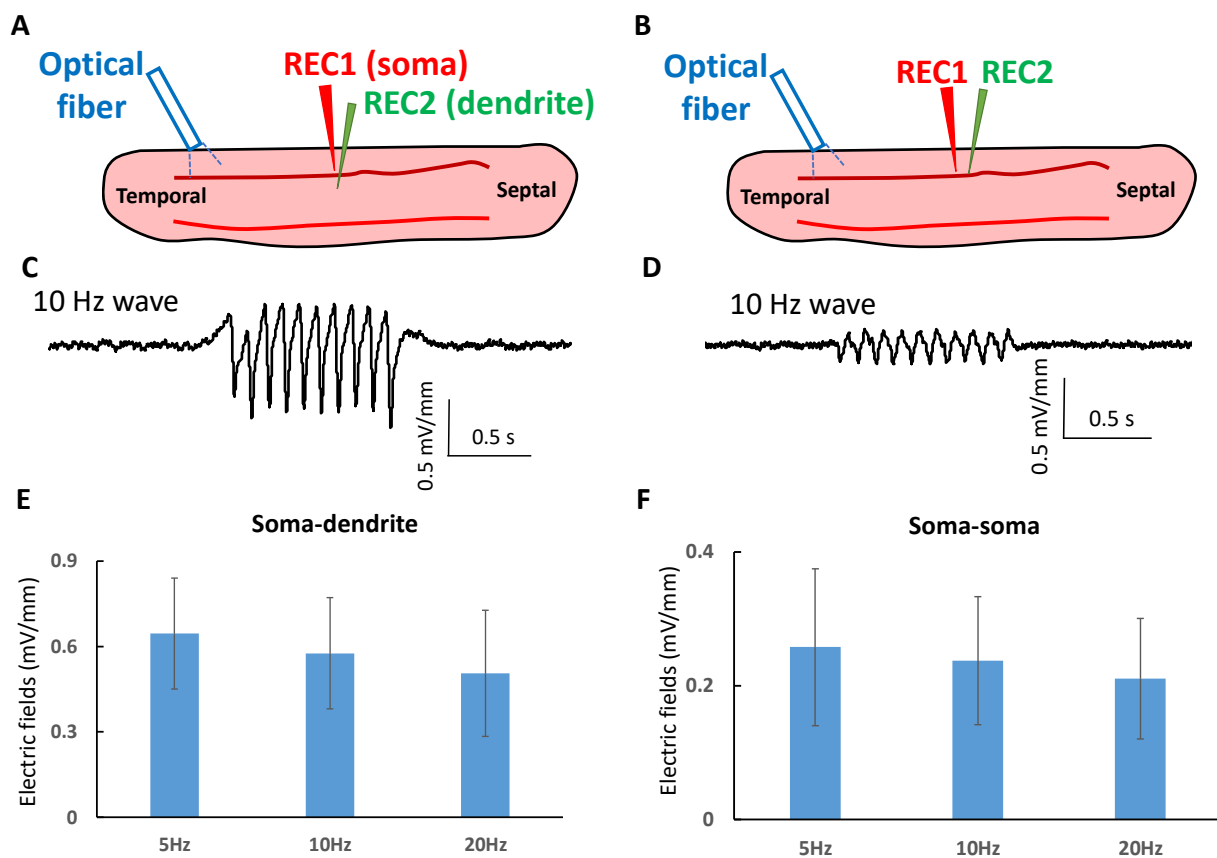 A
Optical
fiber
REC1 (soma)
REC2 (dendrite)
Temporal
Septal
B
Optical
fiber
REC1
REC2
Temporal
Septal
C
10 Hz wave
0.5 mV/mm
0.5 s
D
10 Hz wave
0.5 mV/mm
0.5 s
E
Soma-dendrite
Electric fields (mV/mm)
0.9
0.6
0.3
0
5Hz
10Hz
20Hz
F
Soma-soma
Electric fields (mV/mm)
0.4
0.2
0
5Hz
10Hz
20Hz